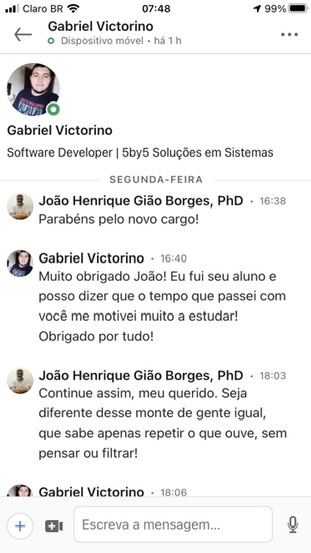 Claro BR 07:48 99%
Gabriel Victorino
Dispositivo móvel • há 1 h
Gabriel Victorino
Software Developer | 5by5 Soluções em Sistemas
SEGUNDA-FEIRA
João Henrique Gião Borges, PhD • 16:38
Parabéns pelo novo cargo!
Gabriel Victorino • 16:40
Muito obrigado João! Eu fui seu aluno e
posso dizer que o tempo que passei com
você me motivei muito a estudar!
Obrigado por tudo!
João Henrique Gião Borges, PhD • 18:03
Continue assim, meu querido. Seja
diferente desse monte de gente igual,
que sabe apenas repetir o que ouve, sem
pensar ou filtrar!
Gabriel Victorino • 18:06
Escreva a mensagem...